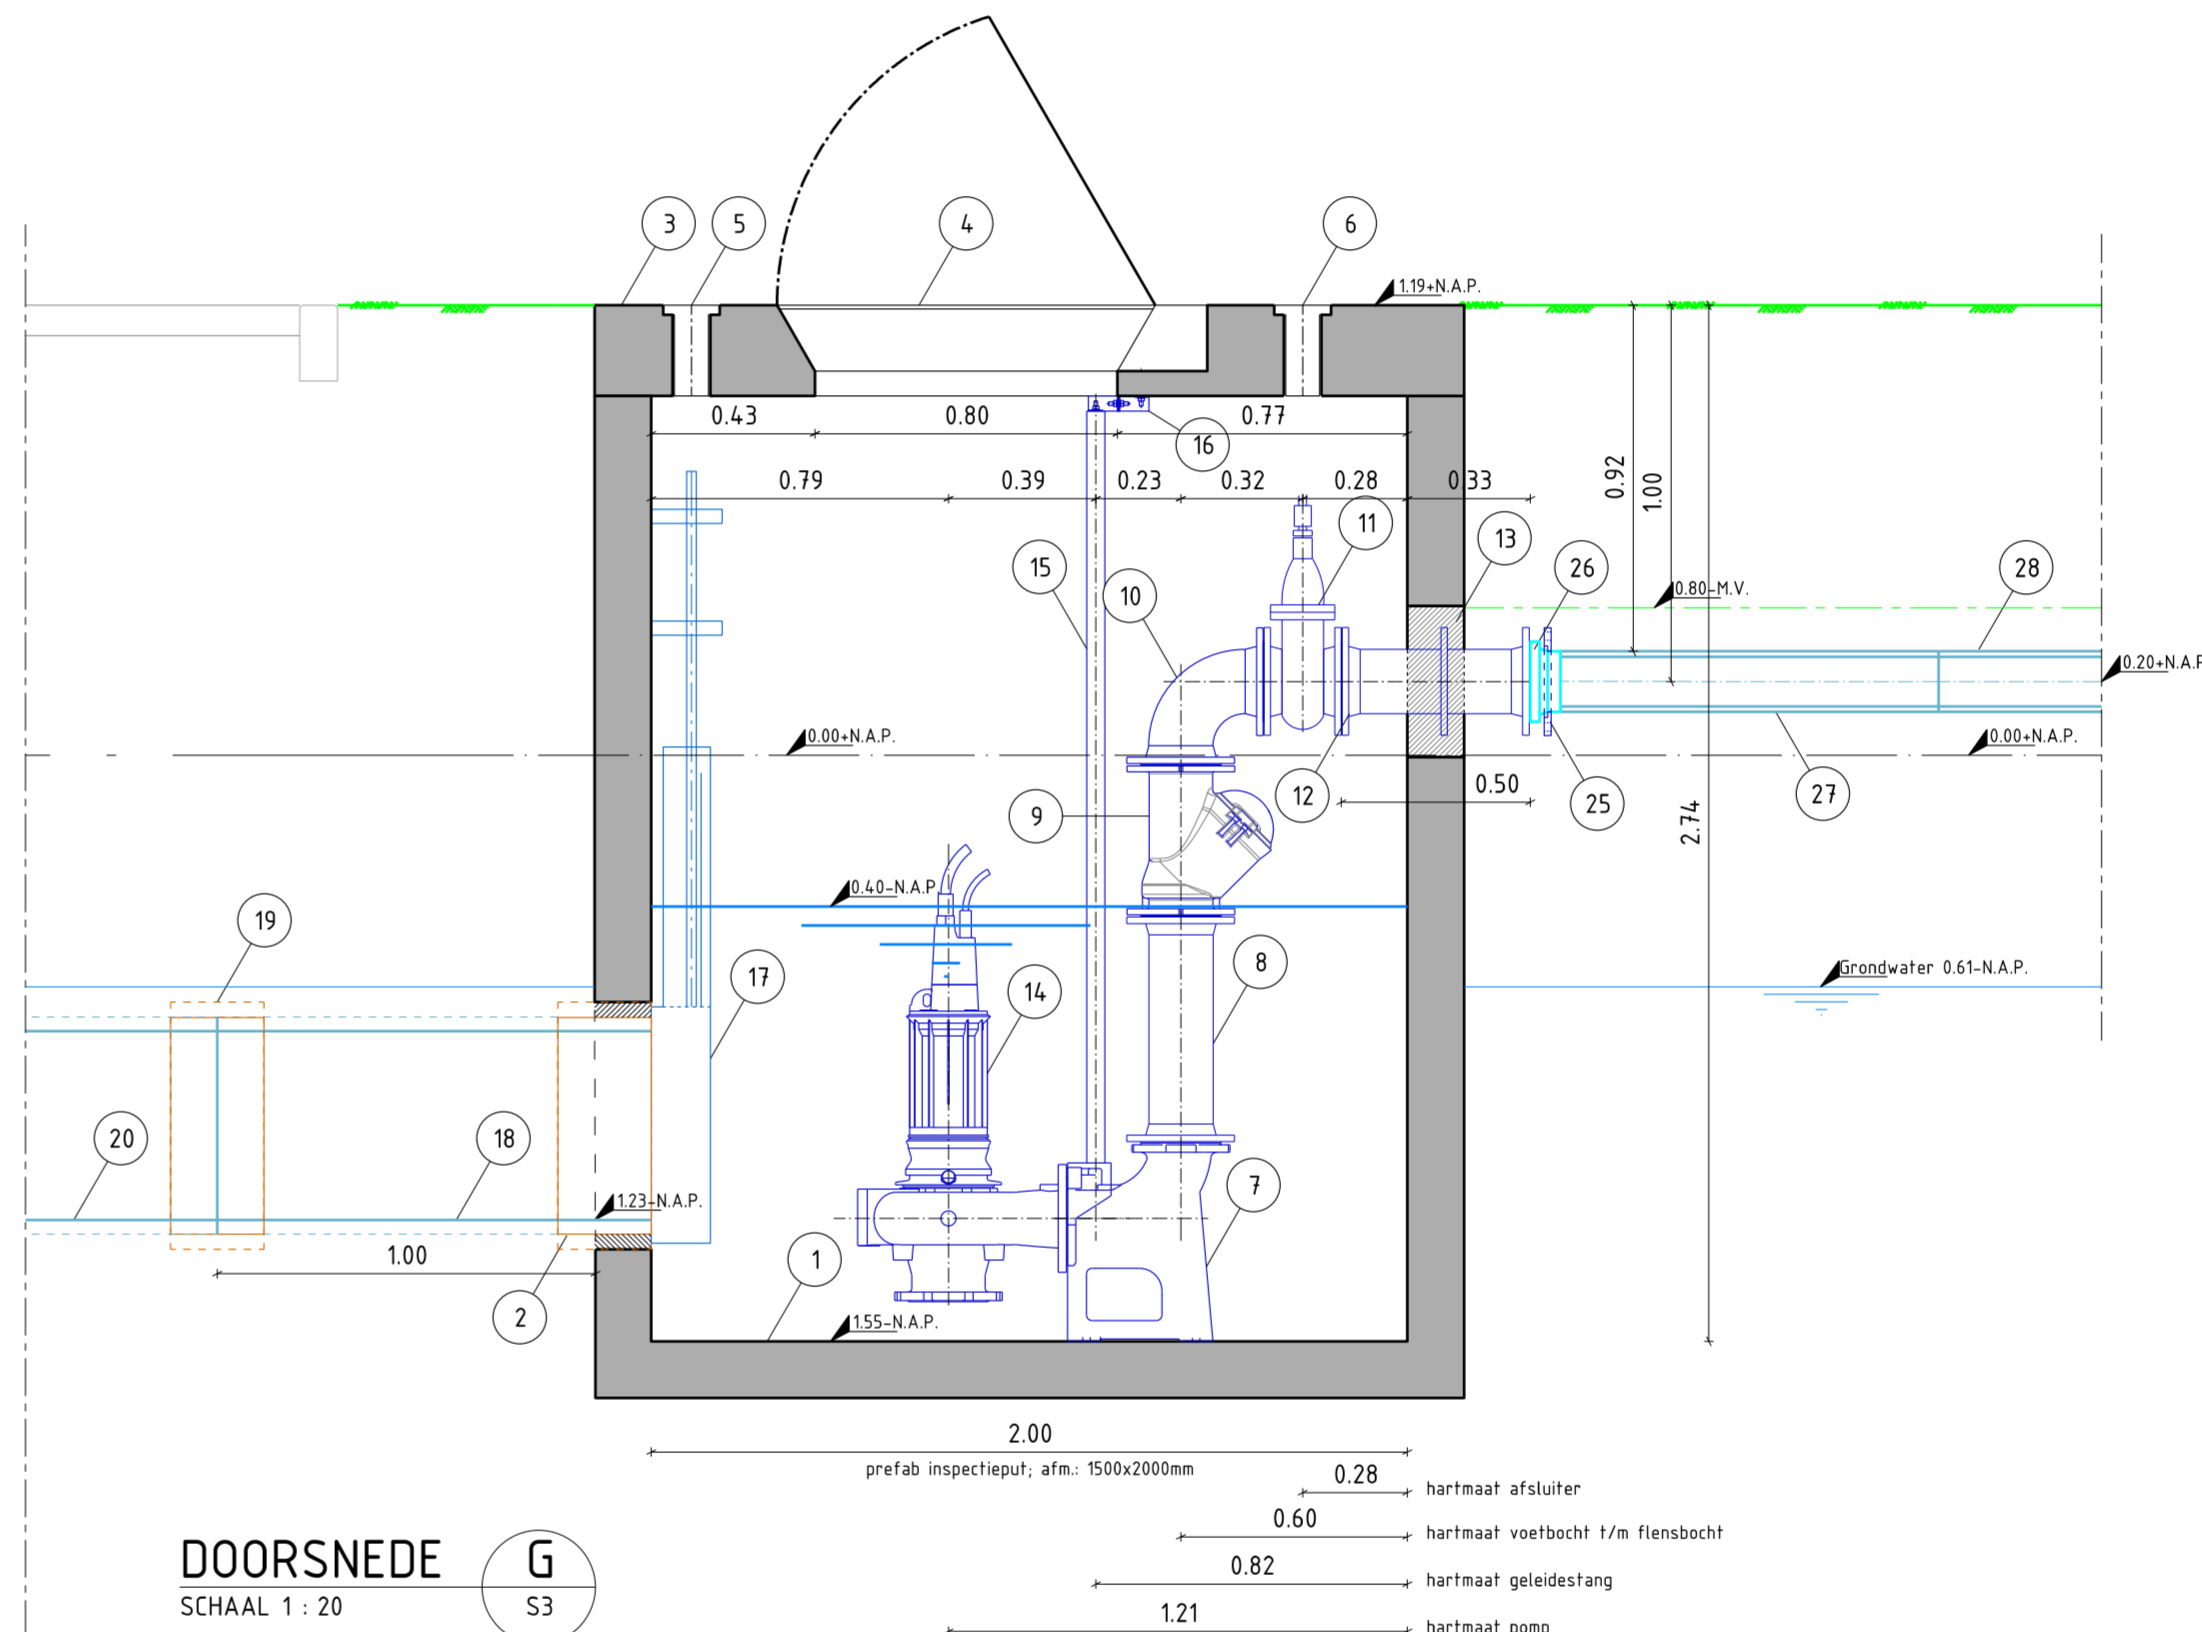 3
5
4
6
1.19+N.A.P.
0.43
0.80
0.77
16
0.79
0.39
0.23
0.32
0.28
0.33
0.92
1.00
11
13
15
10
26
28
0.80-M.V.
0.20+N.A.P
0.00+N.A.P.
0.00+N.A.P.
9
12
0.50
25
27
2.74
0.40-N.A.P
19
17
14
8
Grondwater 0.61-N.A.P.
20
18
1.23-N.A.P.
7
1.00
1
2
1.55-N.A.P.
2.00
prefab inspectieput; afm.: 1500x2000mm
0.28 hartmaat afsluiter
0.60 hartmaat voetbocht t/m flensbocht
0.82 hartmaat geleidestang
1.21 hartmaat pomp
DOORSNEDE G
SCHAAL 1 : 20 S3